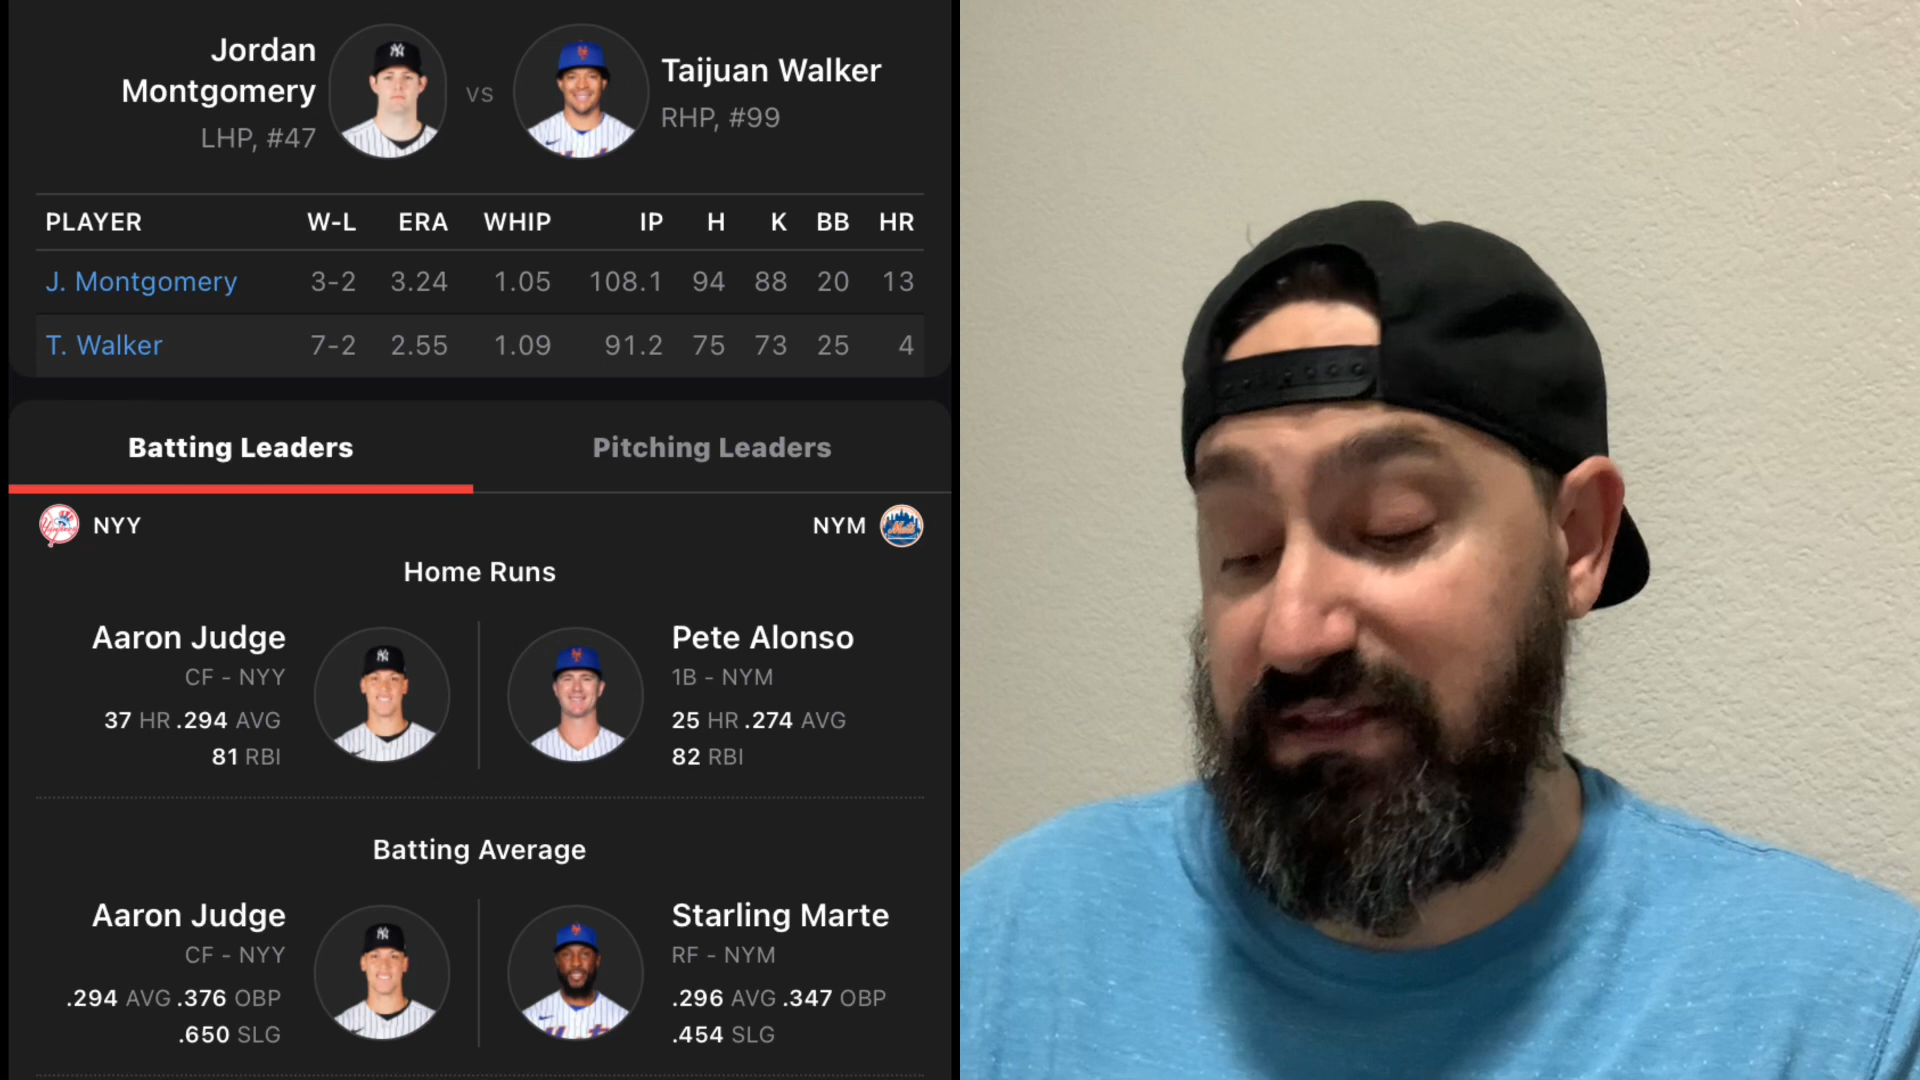 Jordan
Montgomery
LHP, #47
VS
Taijuan Walker
RHP, #99
PLAYER W-L ERA WHIP IP H K BB HR
J. Montgomery 3-2 3.24 1.05 108.1 94 88 20 13
T. Walker 7-2 2.55 1.09 91.2 75 73 25 4
Batting Leaders Pitching Leaders
NYY NYM
Home Runs
Aaron Judge
CF - NYY
37 HR .294 AVG
81 RBI
Pete Alonso
1B - NYM
25 HR .274 AVG
82 RBI
Batting Average
Aaron Judge
CF - NYY
.294 AVG .376 OBP
.650 SLG
Starling Marte
RF - NYM
.296 AVG .347 OBP
.454 SLG